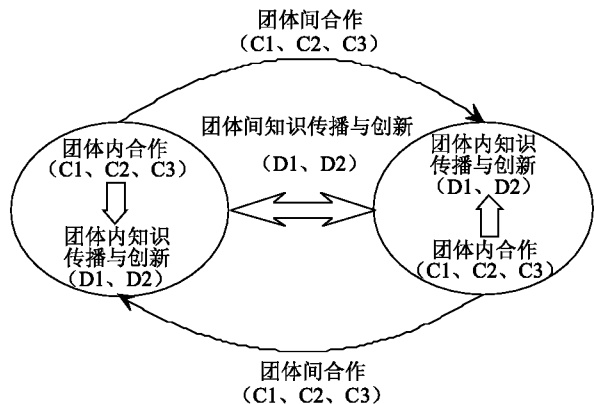 团体间合作
（C1、C2、C3）
团体间知识传播与创新
（D1、D2）
团体内合作
（C1、C2、C3）
团体内知识
传播与创新
（D1、D2）
团体内知识
传播与创新
（D1、D2）
团体内合作
（C1、C2、C3）
团体间合作
（C1、C2、C3）